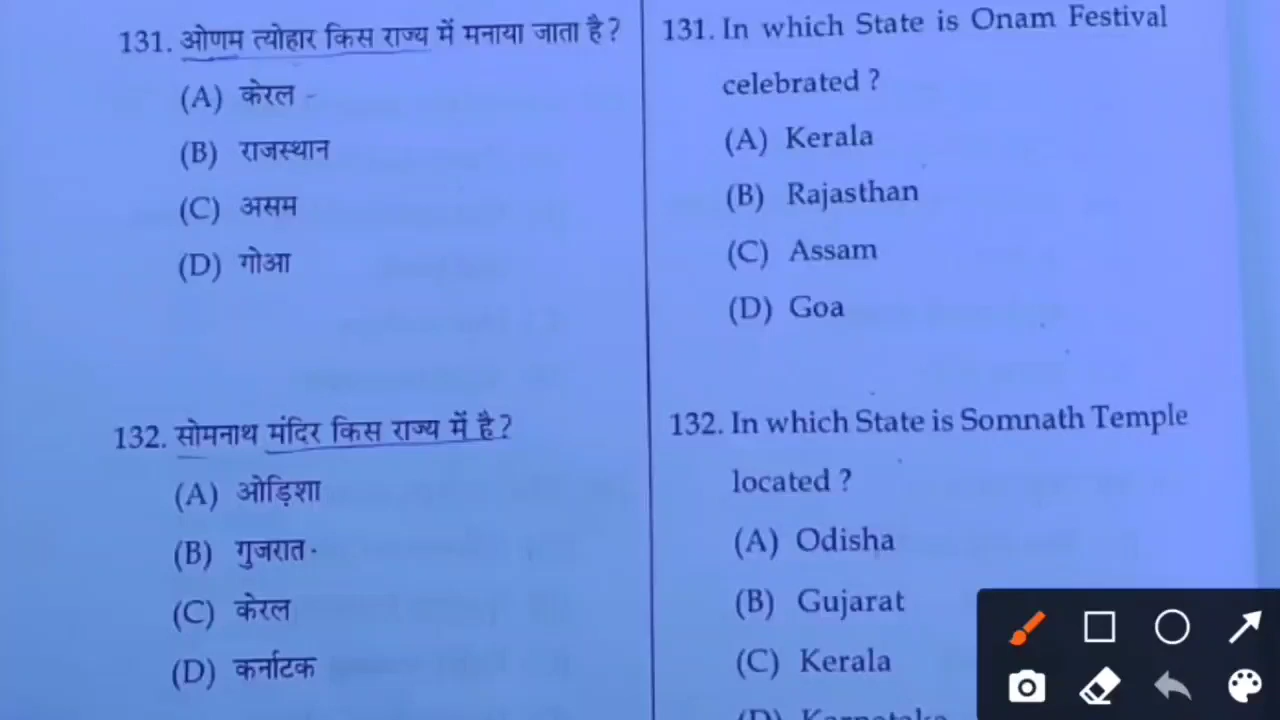 131. ओणम त्योहार किस राज्य में मनाया जाता है ?
(A) केरल
(B) राजस्थान
(C) असम
(D) गोआ
132. सोमनाथ मंदिर किस राज्य में है ?
(A) ओड़िशा
(B) गुजरात
(C) केरल
(D) कर्नाटक
131. In which State is Onam Festival
celebrated ?
(A) Kerala
(B) Rajasthan
(C) Assam
(D) Goa
132. In which State is Somnath Temple
located ?
(A) Odisha
(B) Gujarat
(C) Kerala
(D) Karnataka